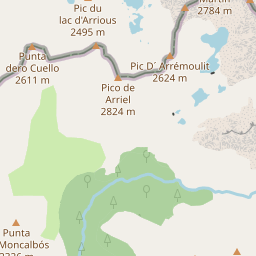 Pic du
lac d'Arrious
2495 m
Martin
2784 m
Punta
dero Cuello
2611 m
Pic D' Arrémoulit
2624 m
Pico de
Arriel
2824 m
Punta
Moncalbós